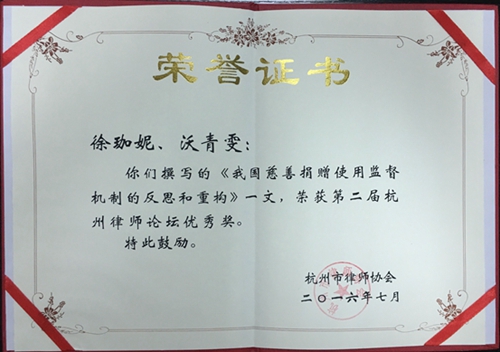 荣誉证书
徐珈妮、沃青雯：
你们撰写的《我国慈善捐赠使用监督
机制的反思和重构》一文，荣获第二届杭
州律师论坛优秀奖。
特此鼓励。
杭州市律师协会
二〇一六年七月